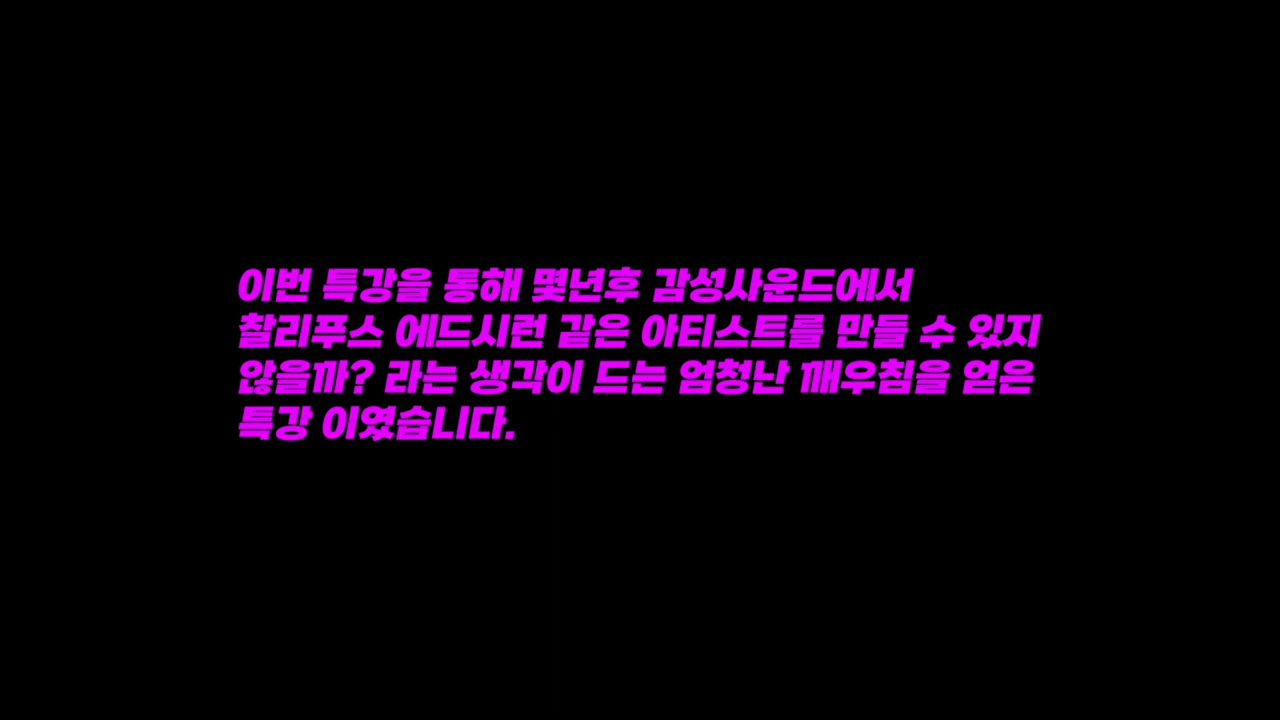 이번 특강을 통해 몇년후 감성사운드에서
찰리푸스 에드시런 같은 아티스트를 만들 수 있지
않을까? 라는 생각이 드는 엄청난 깨우침을 얻은
특강 이였습니다.